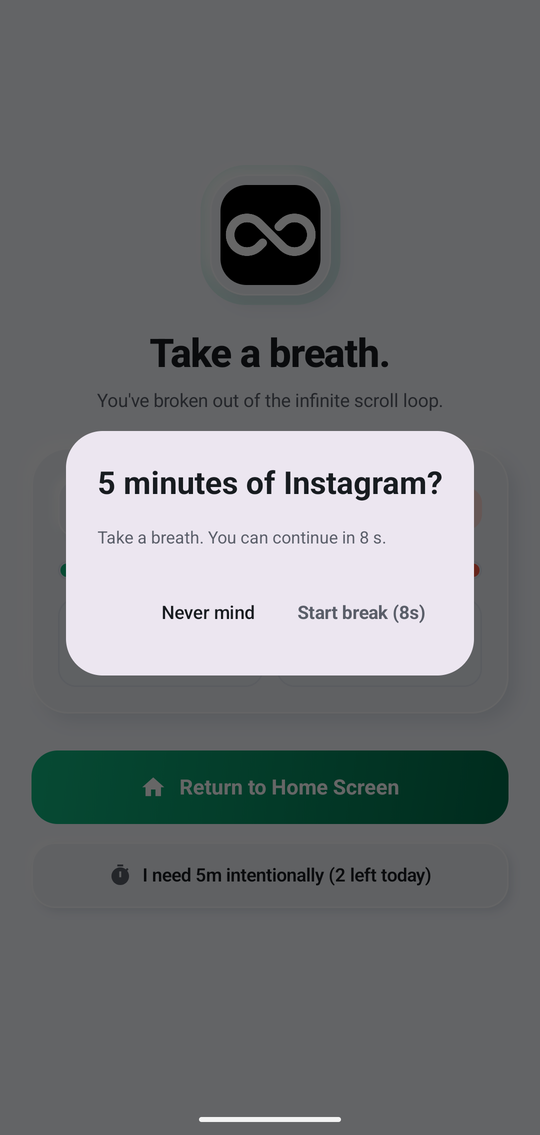 Take a breath.
You've broken out of the infinite scroll loop.
5 minutes of Instagram?
Take a breath. You can continue in 8 s.
Never mind
Start break (8s)
Return to Home Screen
I need 5m intentionally (2 left today)